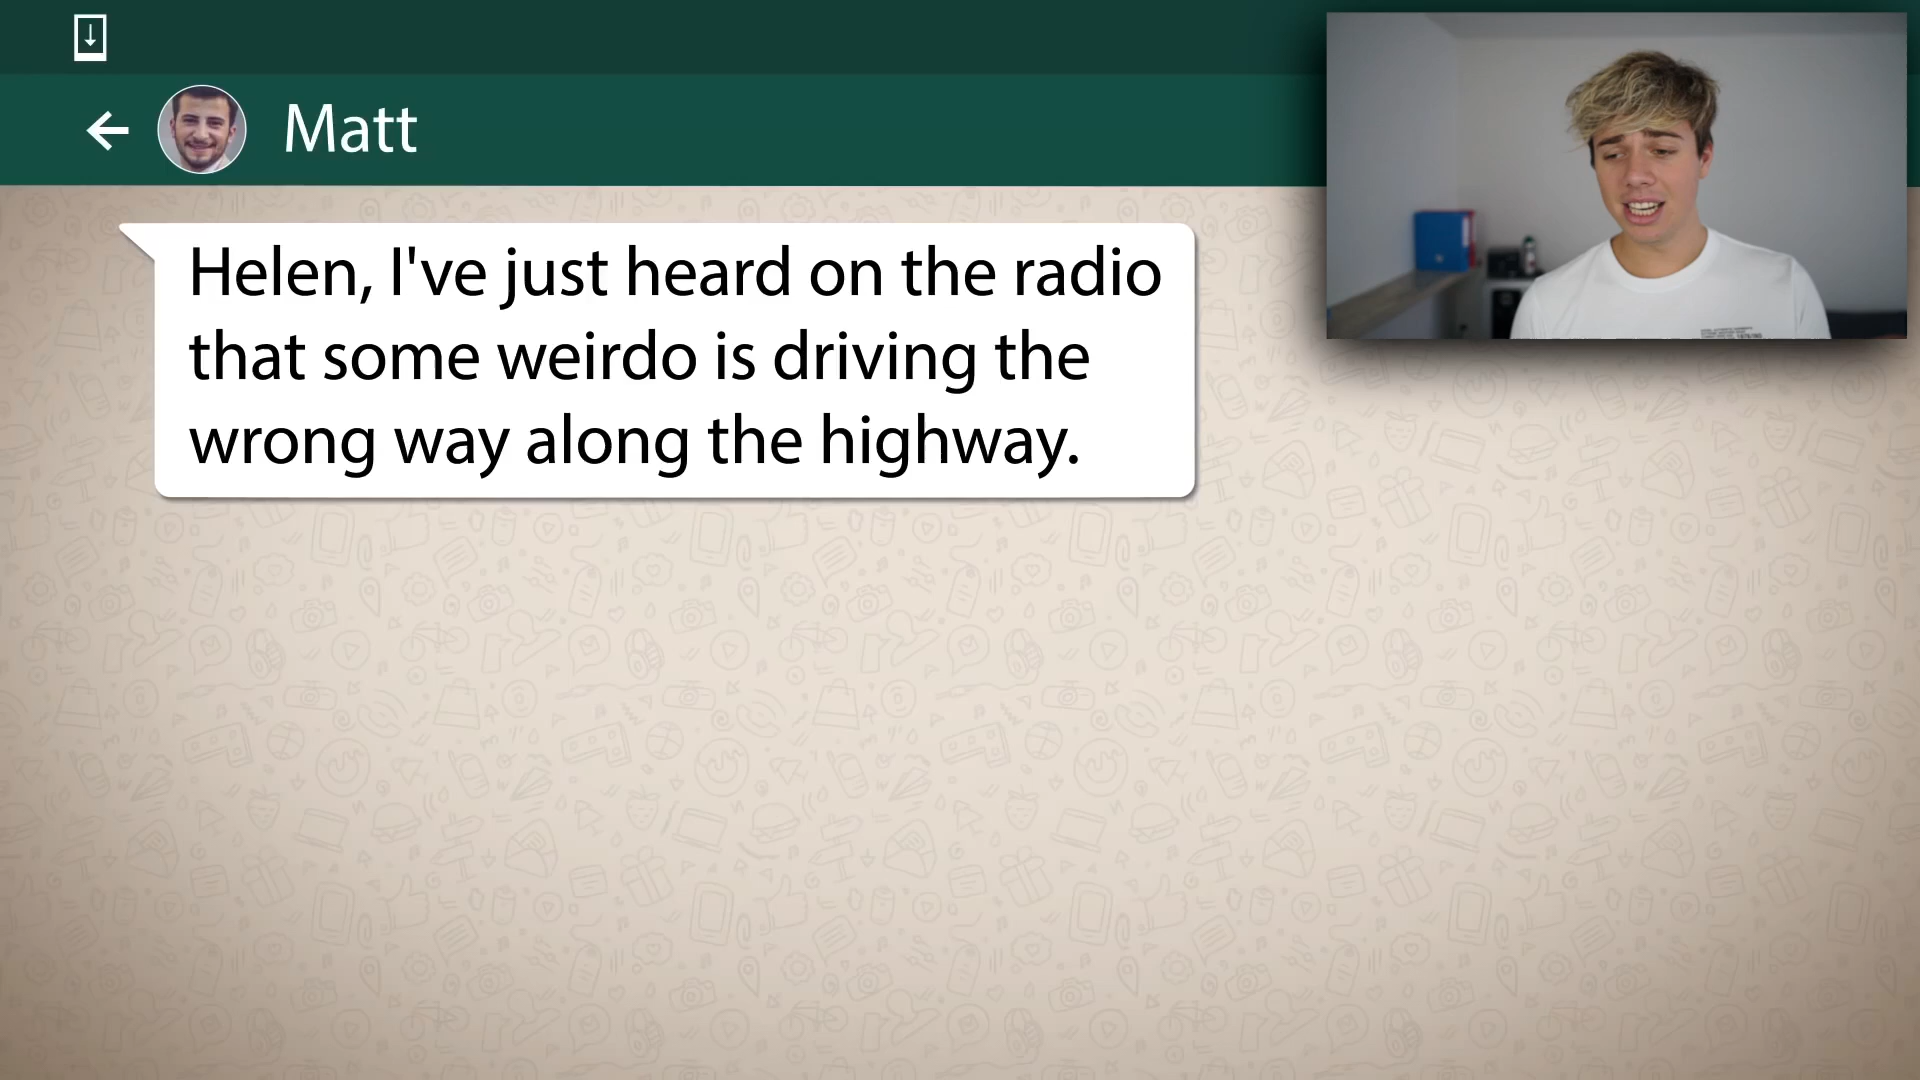 Matt
Helen, I've just heard on the radio
that some weirdo is driving the
wrong way along the highway.